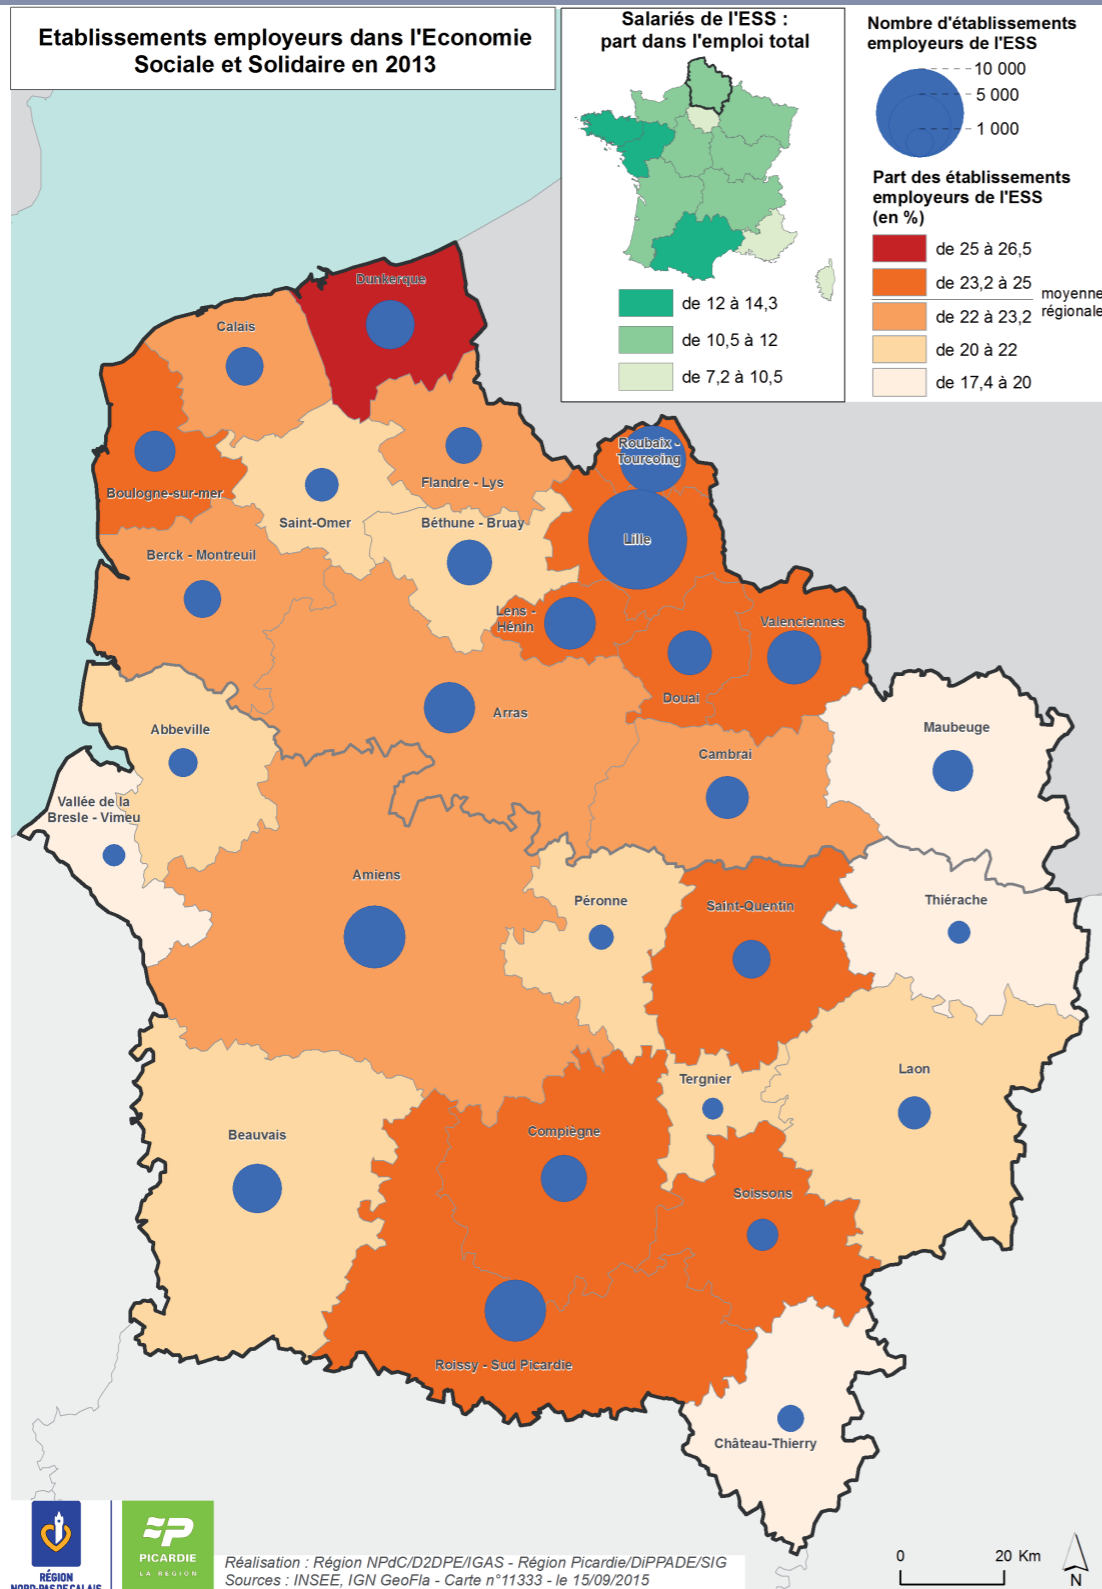 Etablissements employeurs dans l'Economie
Sociale et Solidaire en 2013
Salariés de l'ESS :
part dans l'emploi total
de 12 à 14,3
de 10,5 à 12
de 7,2 à 10,5
Nombre d'établissements
employeurs de l'ESS
10 000
5 000
1 000
Part des établissements
employeurs de l'ESS
(en %)
de 25 à 26,5
de 23,2 à 25
moyenne
régionale
de 22 à 23,2
de 20 à 22
de 17,4 à 20
Dunkerque
Calais
Roubaix -
Tourcoing
Flandre - Lys
Boulogne-sur-mer
Saint-Omer
Béthune - Bruay
Lille
Berck - Montreuil
Lens -
Hénin
Valenciennes
Douai
Arras
Abbeville
Maubeuge
Cambrai
Vallée de la
Bresle - Vimeu
Amiens
Péronne
Saint-Quentin
Thiérache
Laon
Tergnier
Beauvais
Compiègne
Soissons
Roissy - Sud Picardie
Château-Thierry
RÉGION
NORD-PAS DE CALAIS
PICARDIE
LA REGION
Réalisation : Région NPdC/D2DPE/IGAS - Région Picardie/DiPPADE/SIG
Sources : INSEE, IGN GeoFla - Carte n°11333 - le 15/09/2015
0 20 Km
N